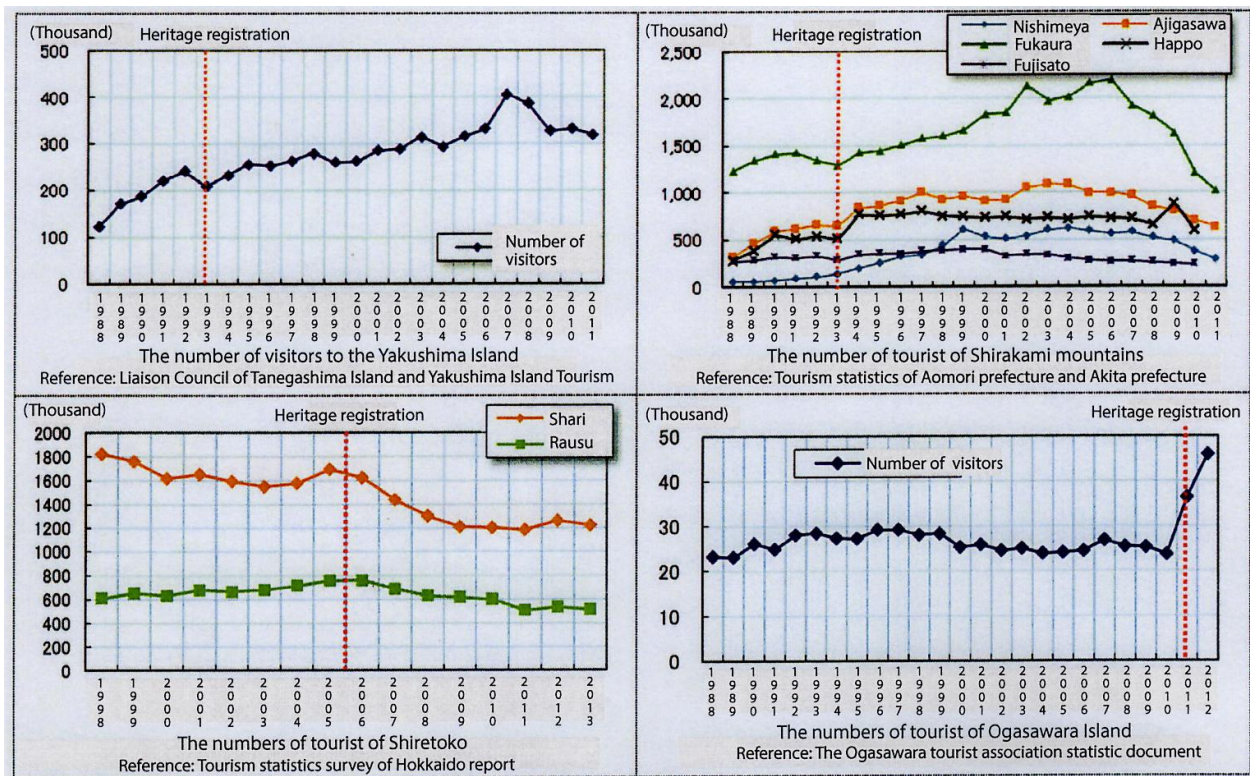 (Thousand)
Heritage registration
500
400
300
200
100
0
Number of
visitors
1988 1989 1990 1991 1992 1993 1994 1995 1996 1997 1998 1999 2000 2001 2002 2003 2004 2005 2006 2007 2008 2009 2010 2011
The number of visitors to the Yakushima Island
Reference: Liaison Council of Tanegashima Island and Yakushima Island Tourism
(Thousand)
Heritage registration
Nishimeya Ajigasawa
Fukaura Happo
Fujisato
2,500
2,000
1,500
1,000
500
0
1988 1989 1990 1991 1992 1993 1994 1995 1996 1997 1998 1999 2000 2001 2002 2003 2004 2005 2006 2007 2008 2009 2010 2011
The number of tourist of Shirakami mountains
Reference: Tourism statistics of Aomori prefecture and Akita prefecture
(Thousand)
Heritage registration
Shari
Rausu
2000
1800
1600
1400
1200
1000
800
600
400
200
0
1998 1999 2000 2001 2002 2003 2004 2005 2006 2007 2008 2009 2010 2011 2012 2013
The numbers of tourist of Shiretoko
Reference: Tourism statistics survey of Hokkaido report
(Thousand)
Heritage registration
Number of visitors
50
40
30
20
10
0
1988 1989 1990 1991 1992 1993 1994 1995 1996 1997 1998 1999 2000 2001 2002 2003 2004 2005 2006 2007 2008 2009 2010 2011 2012
The numbers of tourist of Ogasawara Island
Reference: The Ogasawara tourist association statistic document